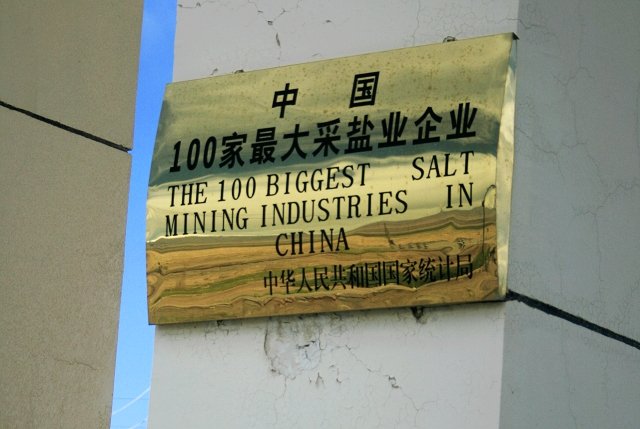 中国
100家最大采盐业企业
THE 100 BIGGEST SALT
MINING INDUSTRIES IN
CHINA
中华人民共和国国家统计局